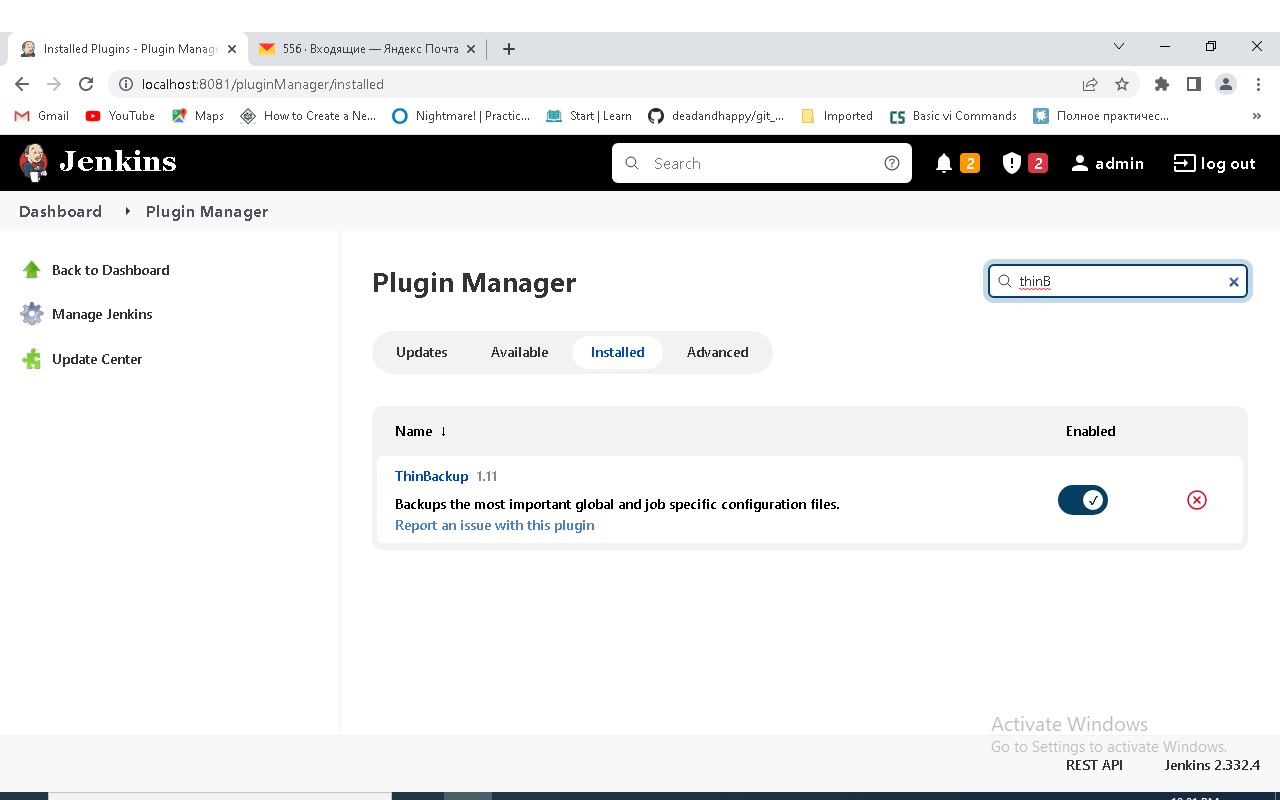 Installed Plugins - Plugin Manage
556 · Входящие — Яндекс Почта
localhost:8081/pluginManager/installed
Gmail
YouTube
Maps
How to Create a Ne...
Nightmare! | Practic...
Start | Learn
deadandhappy/git_...
Imported
Basic vi Commands
Полное практичес...
»
Jenkins
Search
2
2
admin
log out
Dashboard
Plugin Manager
Back to Dashboard
Manage Jenkins
Update Center
Plugin Manager
thinB
Updates
Available
Installed
Advanced
Name ↓
Enabled
ThinBackup 1.11
Backups the most important global and job specific configuration files.
Report an issue with this plugin
Activate Windows
Go to Settings to activate Windows.
REST API
Jenkins 2.332.4